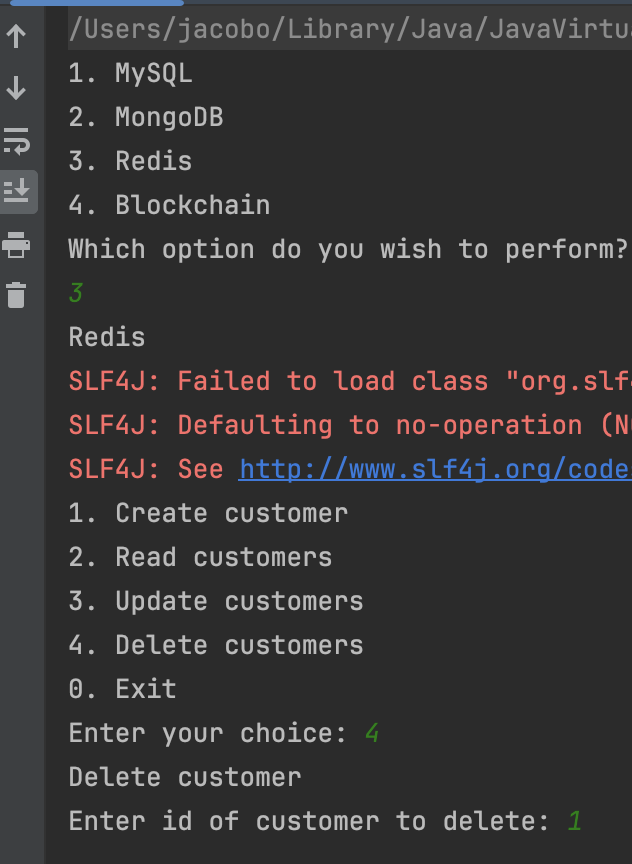 /Users/jacobo/Library/Java/JavaVirtu
1. MySQL
2. MongoDB
3. Redis
4. Blockchain
Which option do you wish to perform?
3
Redis
SLF4J: Failed to load class "org.slf
SLF4J: Defaulting to no-operation (N
SLF4J: See http://www.slf4j.org/code
1. Create customer
2. Read customers
3. Update customers
4. Delete customers
0. Exit
Enter your choice: 4
Delete customer
Enter id of customer to delete: 1